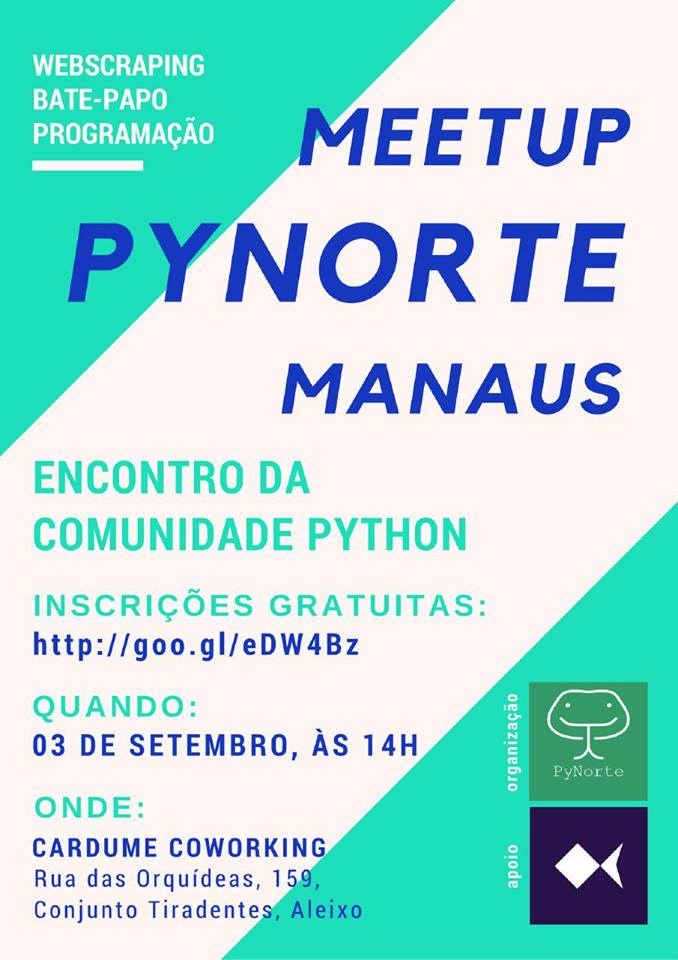 WEBSCRAPING
BATE-PAPO
PROGRAMAÇÃO
MEETUP
PYNORTE
MANAUS
ENCONTRO DA
COMUNIDADE PYTHON
INSCRIÇÕES GRATUITAS:
http://goo.gl/eDW4Bz
QUANDO:
03 DE SETEMBRO, ÀS 14H
ONDE:
CARDUME COWORKING
Rua das Orquídeas, 159,
Conjunto Tiradentes, Aleixo
organização
PyNorte
apoio